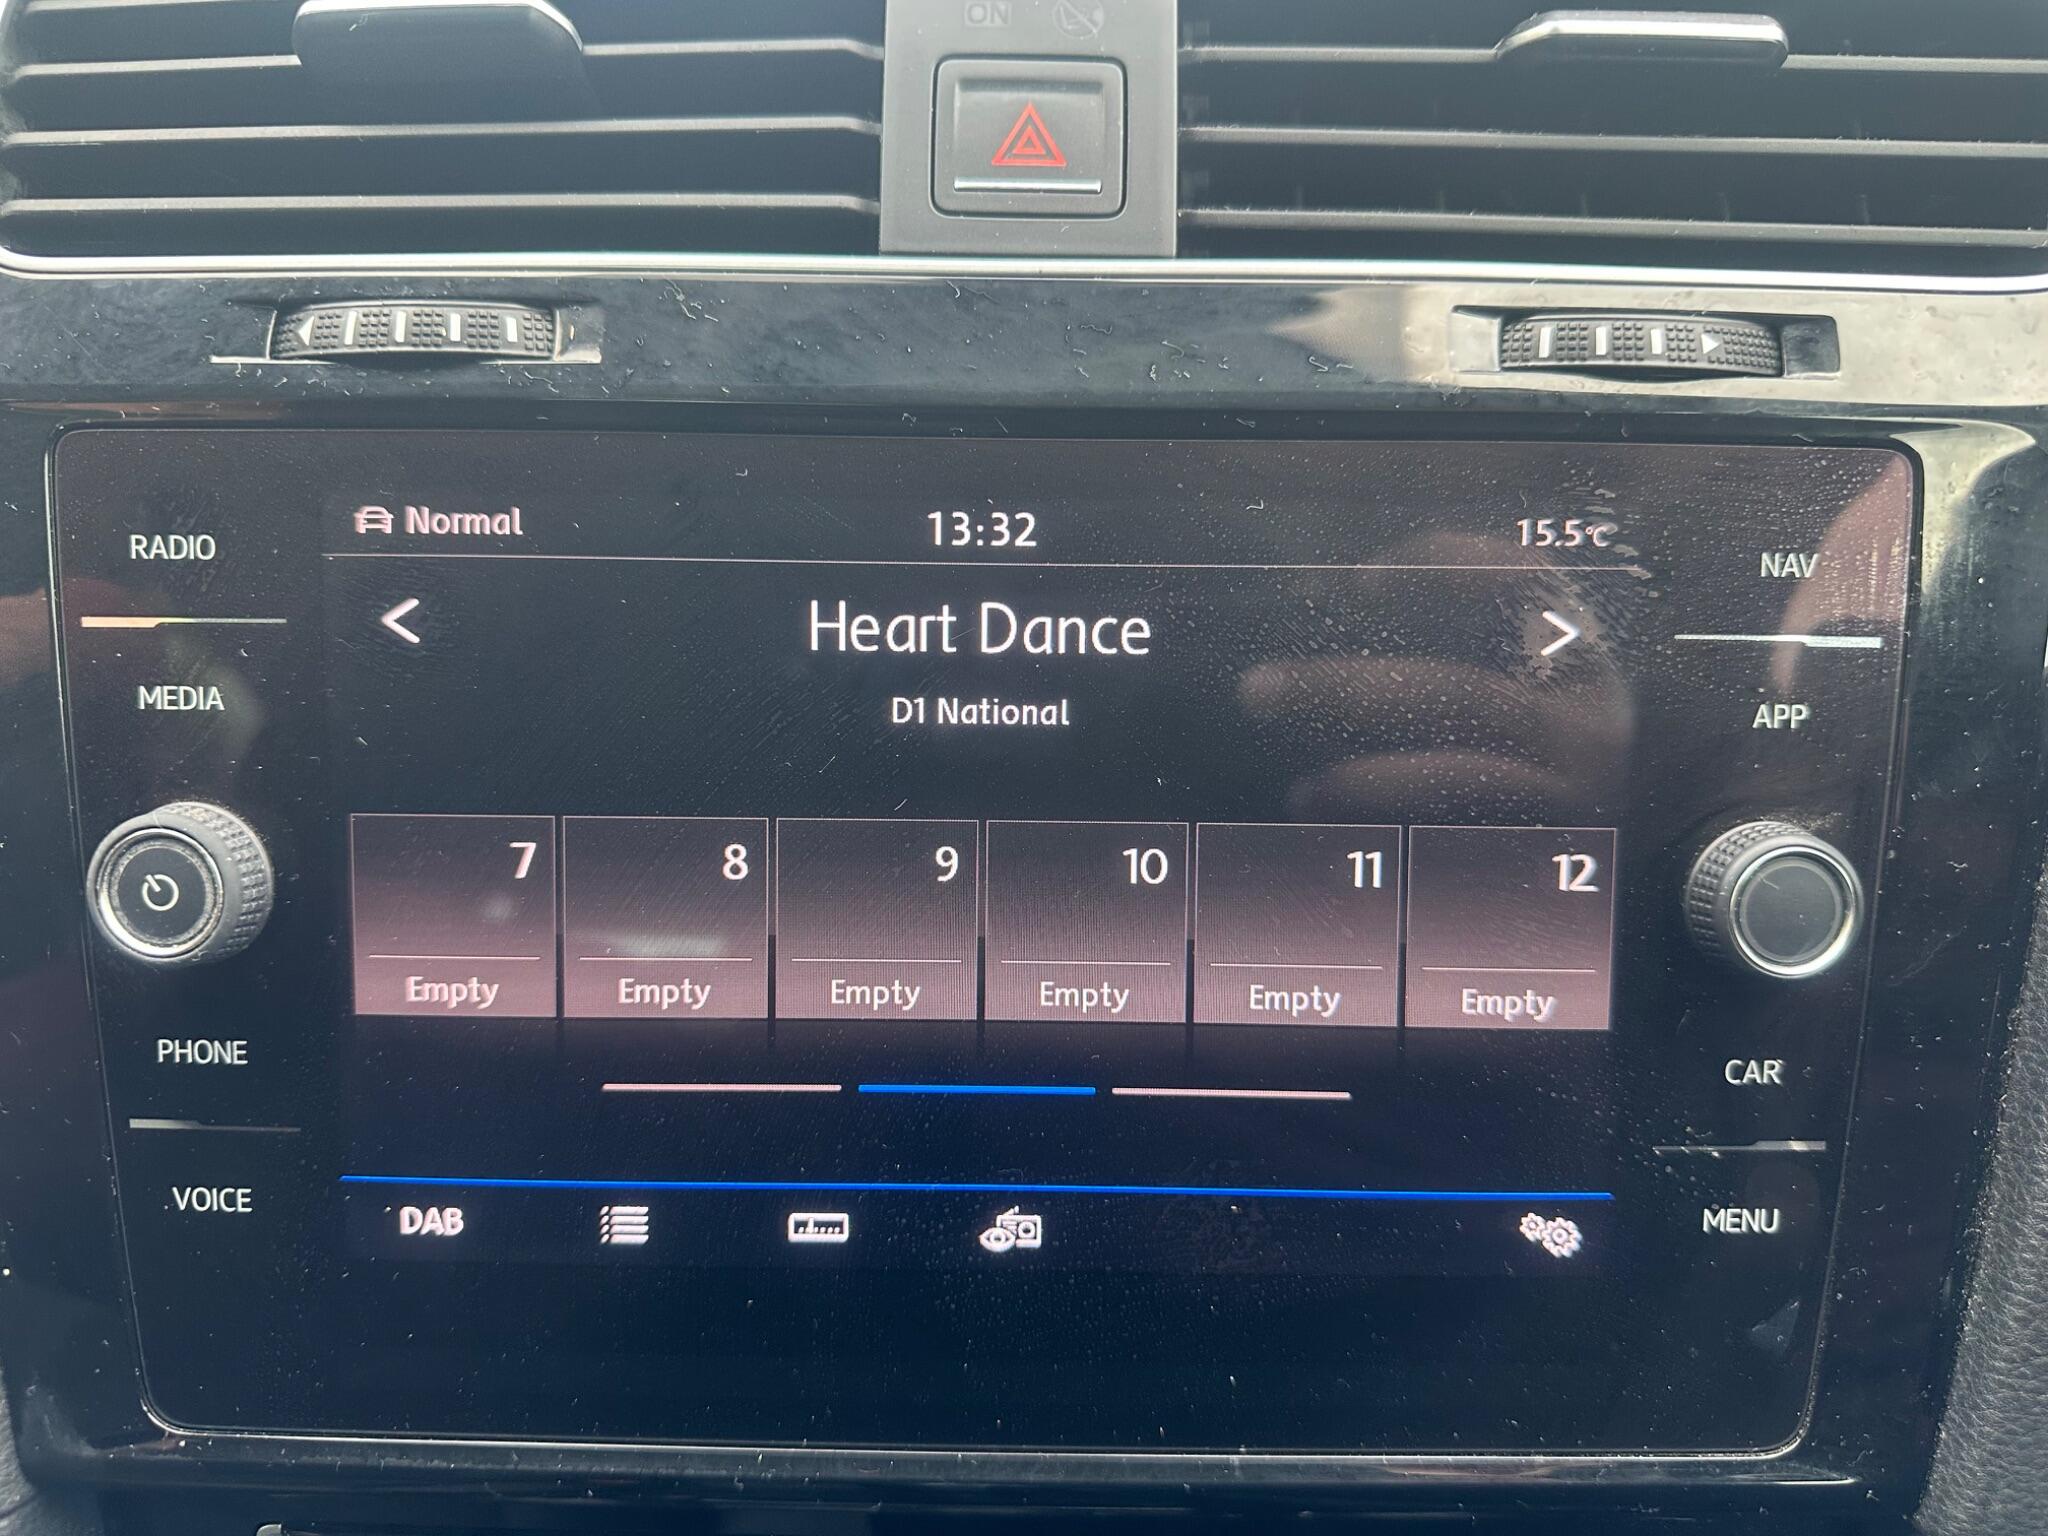 ON
RADIO
MEDIA
PHONE
VOICE
Normal 13:32 15.5°C
< Heart Dance >
D1 National
7 8 9 10 11 12
Empty Empty Empty Empty Empty Empty
DAB
NAV
APP
CAR
MENU